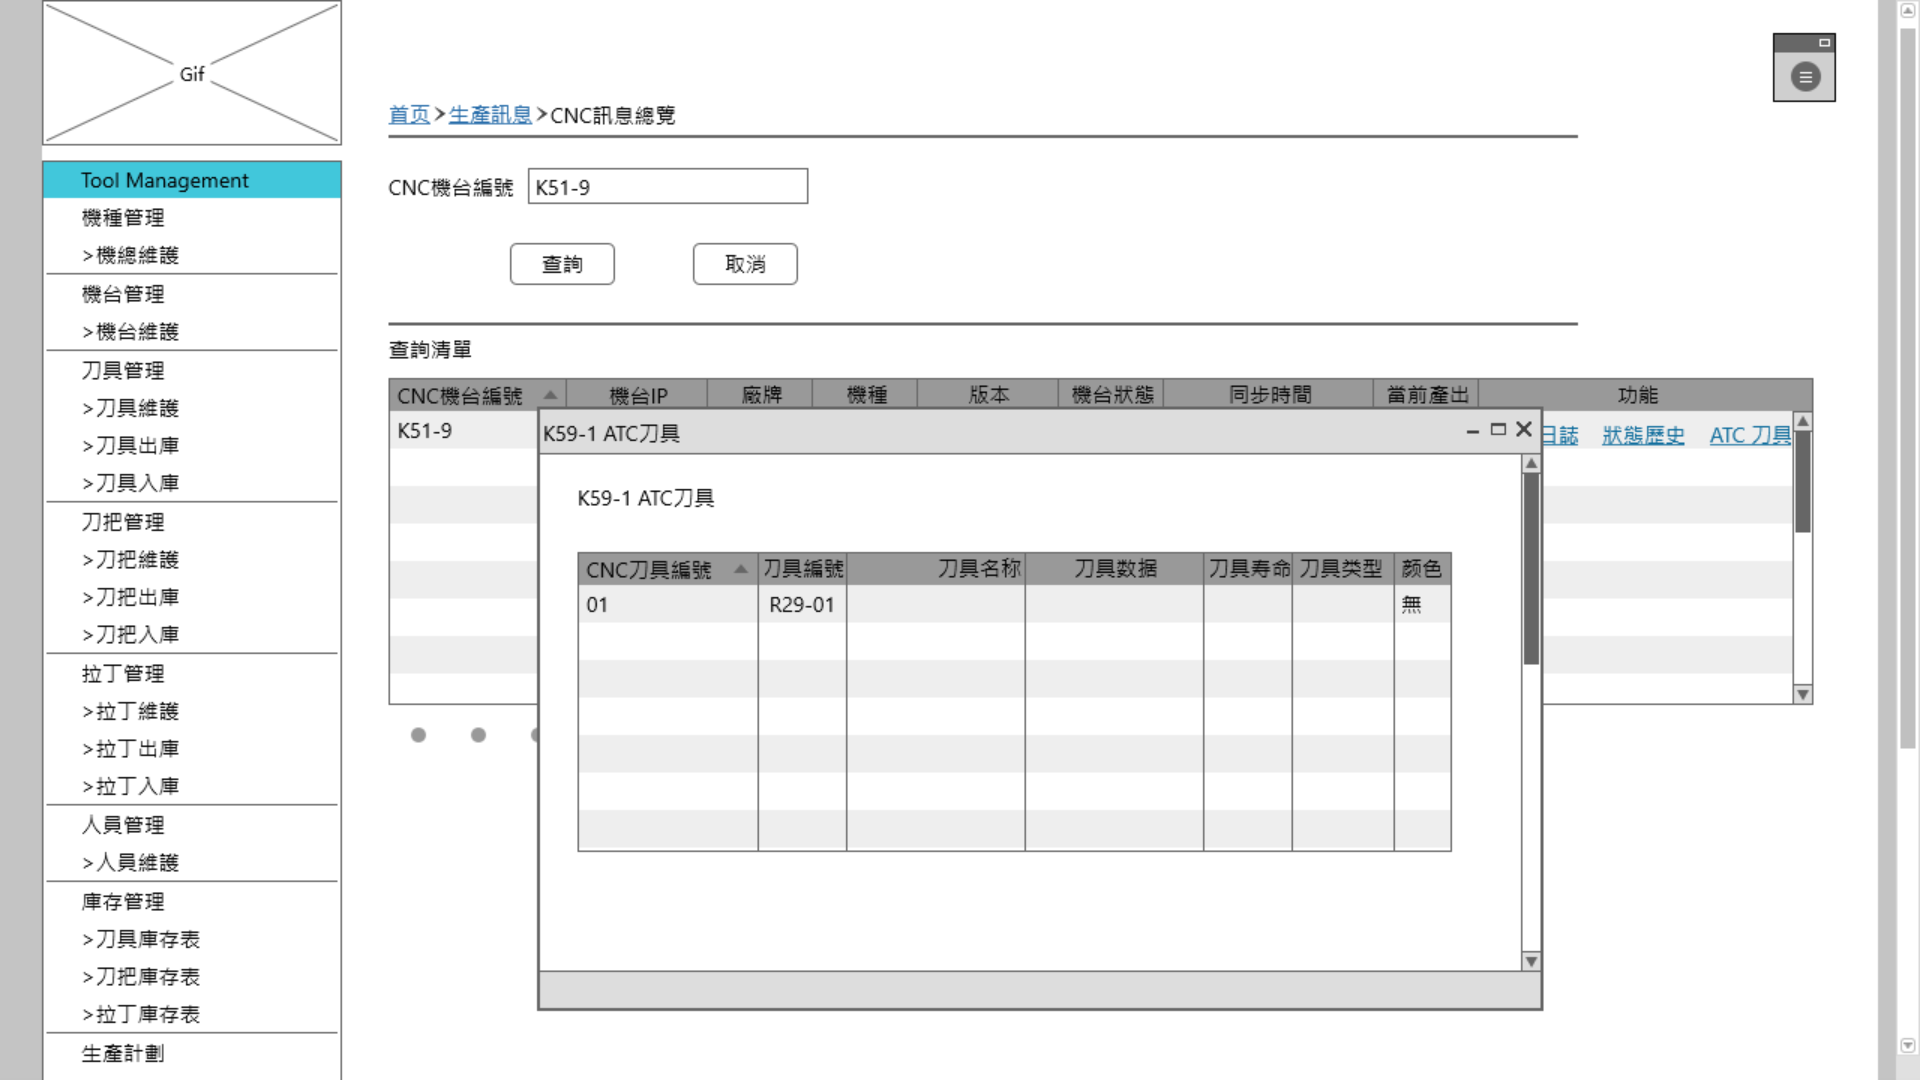 Gif
Tool Management
機種管理
>機總維護
機台管理
>機台維護
刀具管理
>刀具維護
>刀具出庫
>刀具入庫
刀把管理
>刀把維護
>刀把出庫
>刀把入庫
拉丁管理
>拉丁維護
>拉丁出庫
>拉丁入庫
人員管理
>人員維護
庫存管理
>刀具庫存表
>刀把庫存表
>拉丁庫存表
生產計劃
首页>生產訊息>CNC訊息總覽
CNC機台編號 K51-9
查詢 取消
查詢清單
CNC機台編號 機台IP 廠牌 機種 版本 機台狀態 同步時間 當前產出 功能
K51-9 日誌 狀態歷史 ATC 刀具
K59-1 ATC刀具
K59-1 ATC刀具
CNC刀具編號 刀具編號 刀具名称 刀具数据 刀具寿命 刀具类型 颜色
01 R29-01 無